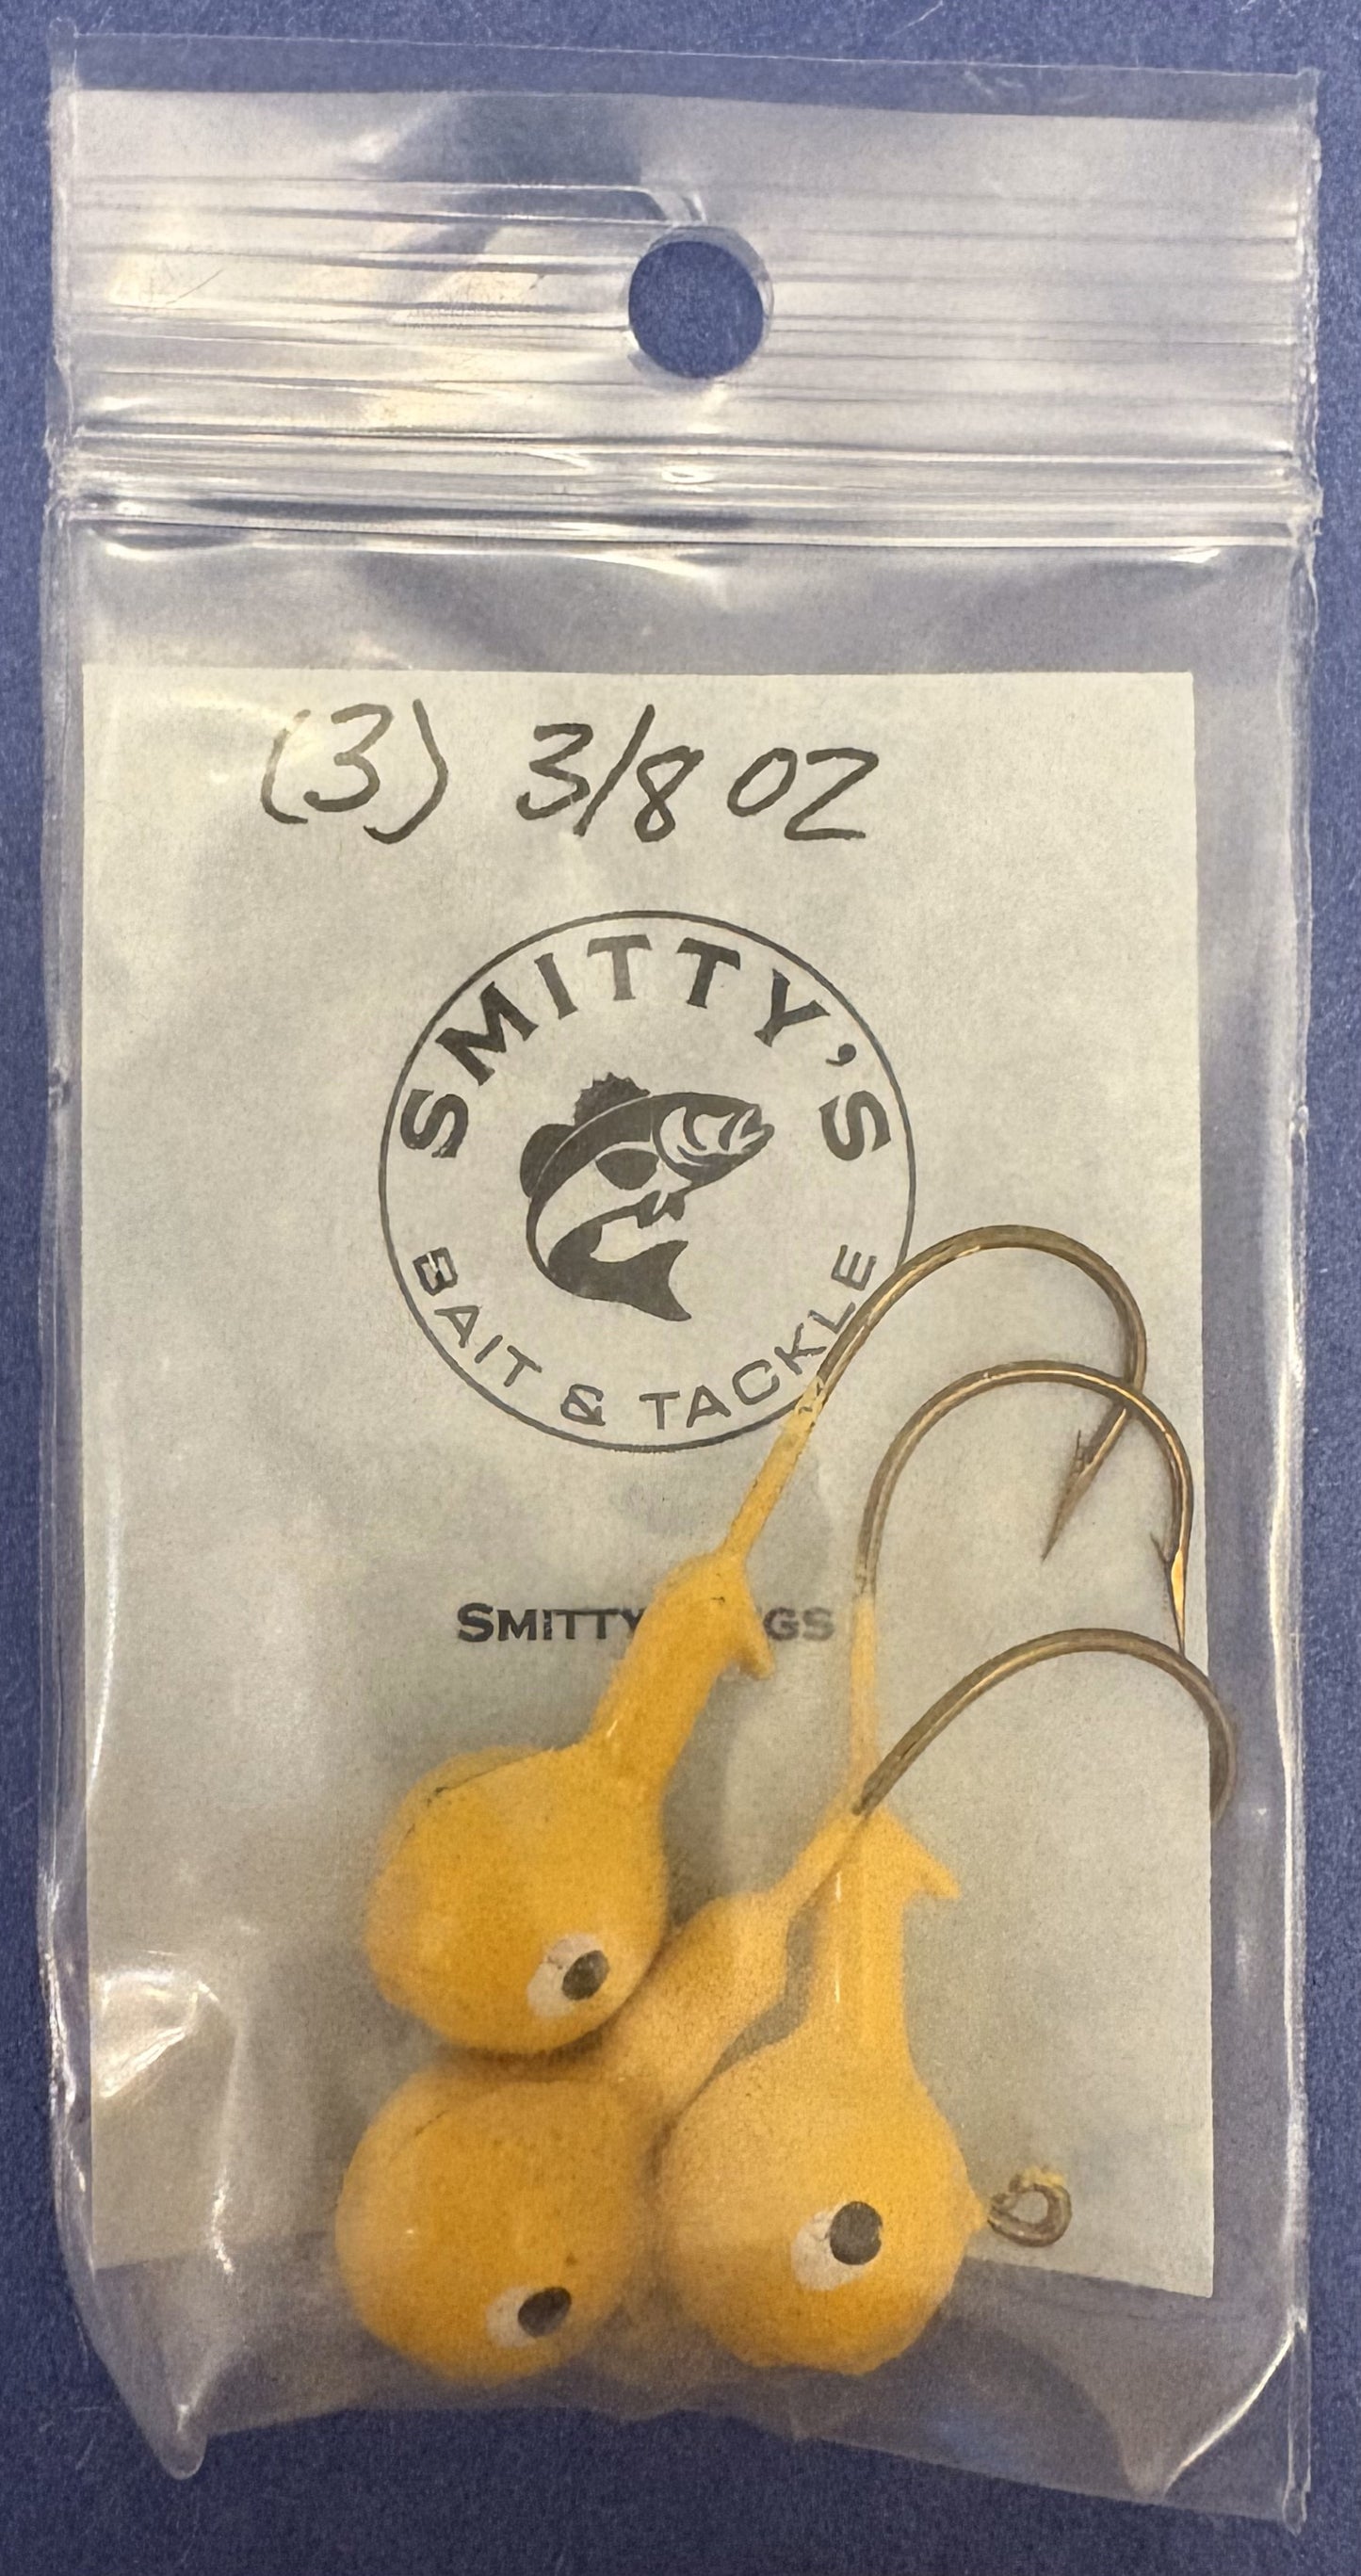 (3) 3/8 OZ
SMITTY'S
BAIT & TACKLE